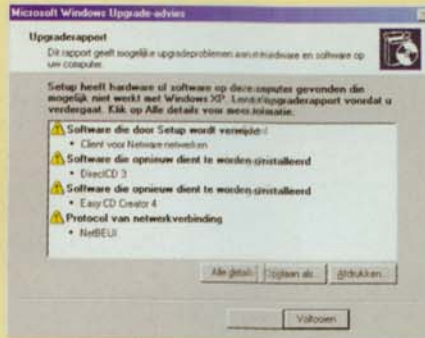 Microsoft Windows Upgrade-advies
Upgraderapport
Dit rapport geeft mogelijke upgradeproblemen aan met hardware en software op
uw computer.
Setup heeft hardware of software op deze computer gevonden die
mogelijk niet werkt met Windows XP. Lees het upgraderapport voordat u
verdergaat. Klik op Alle details voor meer informatie.
Software die door Setup wordt verwijderd
• Client voor Netware-netwerken
Software die opnieuw dient te worden geïnstalleerd
• DirectCD 3
Software die opnieuw dient te worden geïnstalleerd
• Easy CD Creator 4
Protocol van netwerkverbinding
• NetBEUI
Alle details Opslaan als... Afdrukken...
Voltooien